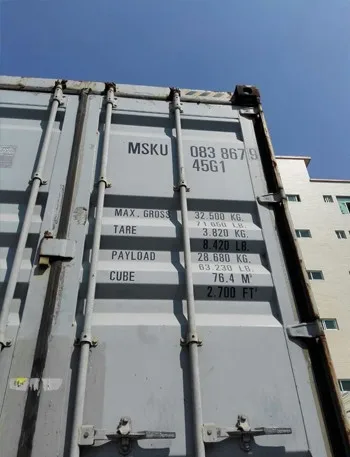 MSKU 083 867 9
45G1
MAX. GROSS 32.500 KG.
71.650 LB.
TARE 3.820 KG.
8.420 LB.
PAYLOAD 28.680 KG.
63.230 LB.
CUBE 76.4 M³
2.700 FT³